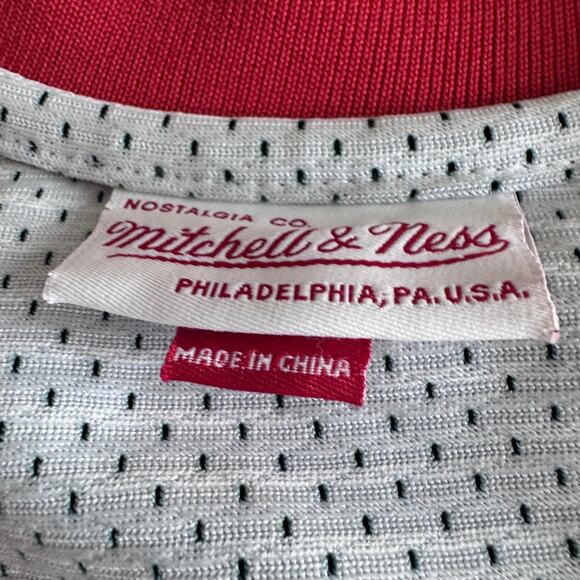 NOSTALGIA CO.
Mitchell & Ness
PHILADELPHIA, PA. U.S.A.
MADE IN CHINA